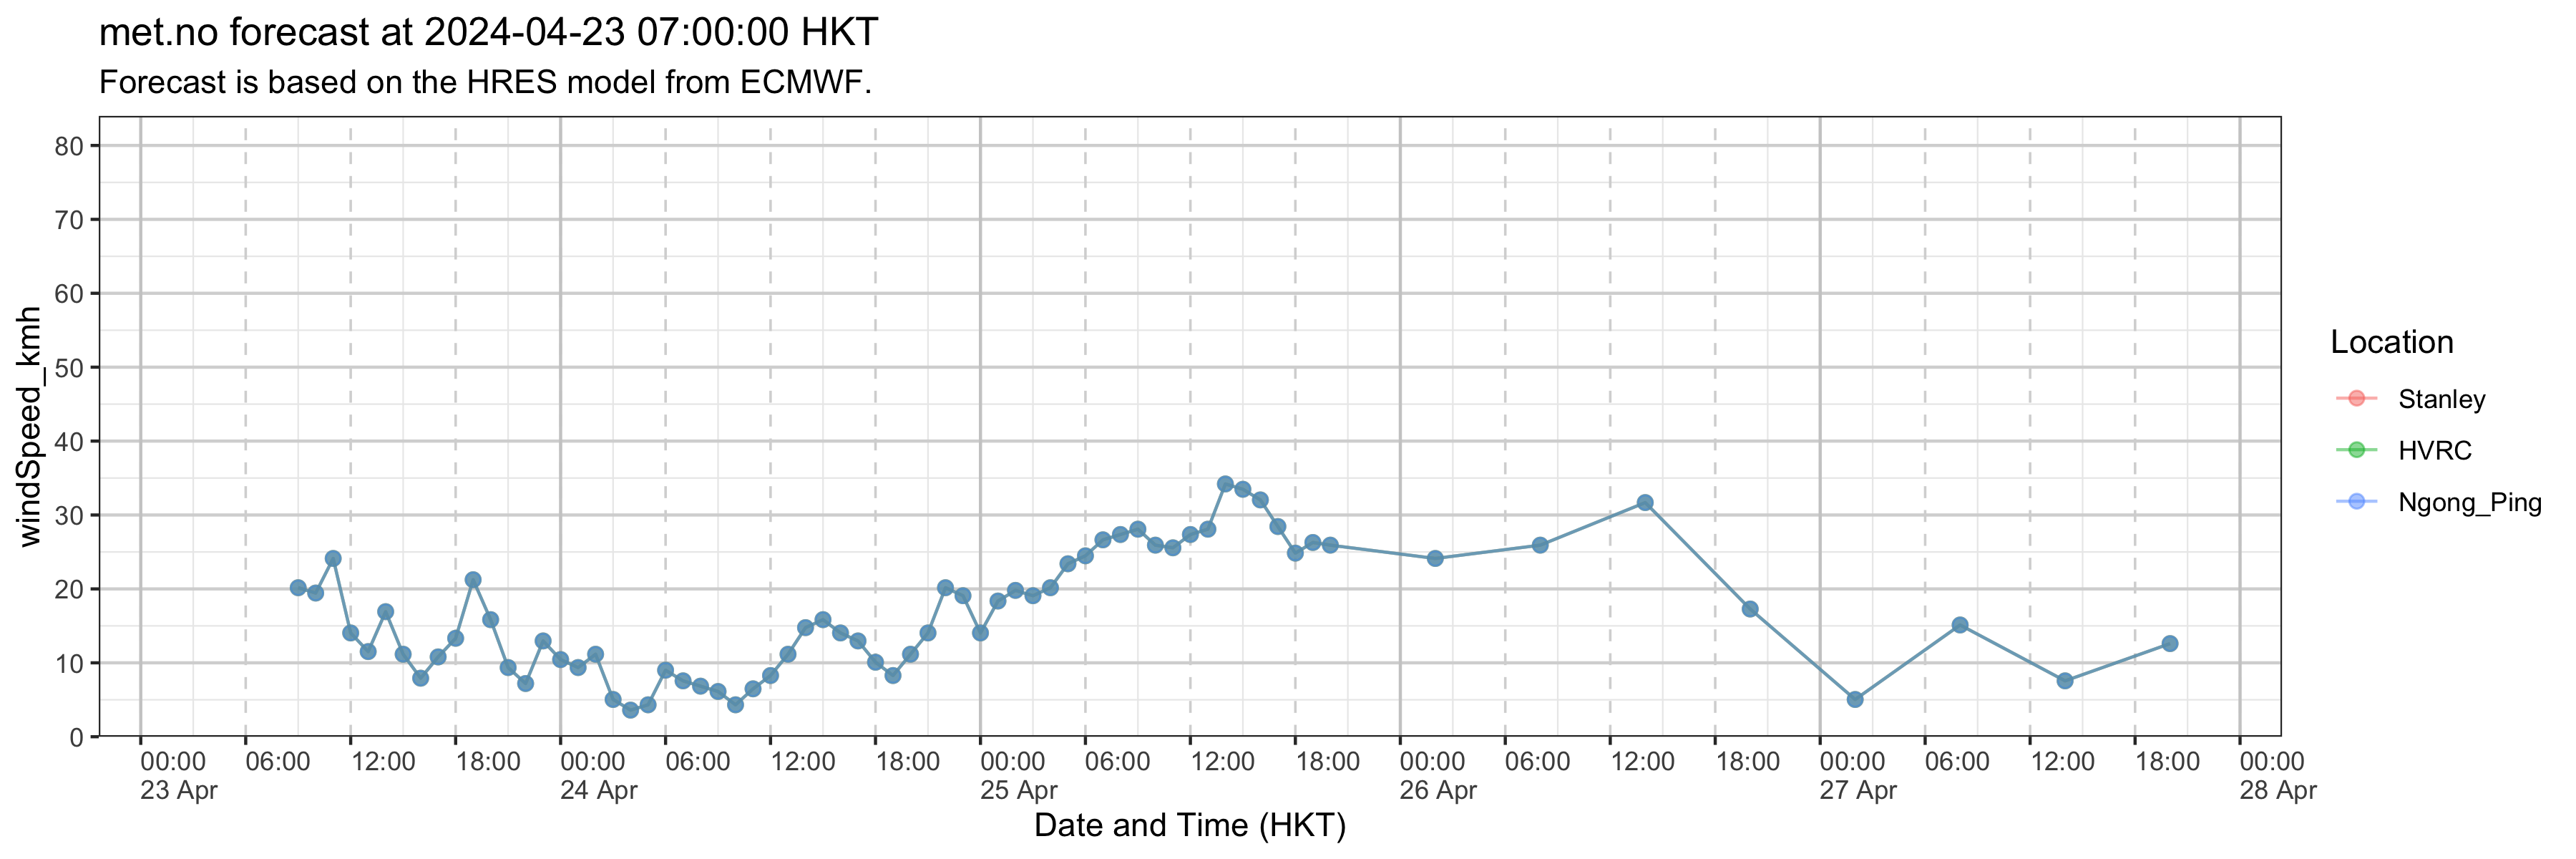 met.no forecast at 2024-04-23 07:00:00 HKT
Forecast is based on the HRES model from ECMWF.
windSpeed_kmh
80
70
60
50
40
30
20
10
0
00:00 06:00 12:00 18:00 00:00 06:00 12:00 18:00 00:00 06:00 12:00 18:00 00:00 06:00 12:00 18:00 00:00 06:00 12:00 18:00 00:00
23 Apr 24 Apr 25 Apr 26 Apr 27 Apr 28 Apr
Date and Time (HKT)
Location
Stanley
HVRC
Ngong_Ping